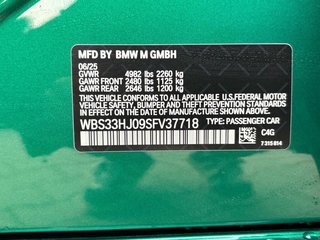 MFD. BY BMW M GMBH
06/25
GVWR 4982 lbs 2260 kg
GAWR FRONT 2480 lbs 1125 kg
GAWR REAR 2646 lbs 1200 kg
THIS VEHICLE CONFORMS TO ALL APPLICABLE FEDERAL
MOTOR VEHICLE SAFETY, BUMPER, AND THEFT PREVENTION
STANDARDS IN EFFECT ON THE DATE OF MANUFACTURE
SHOWN ABOVE.
WBS33HJ09SFV37718 TYPE: PASSENGER CAR
C4G
7 315 814